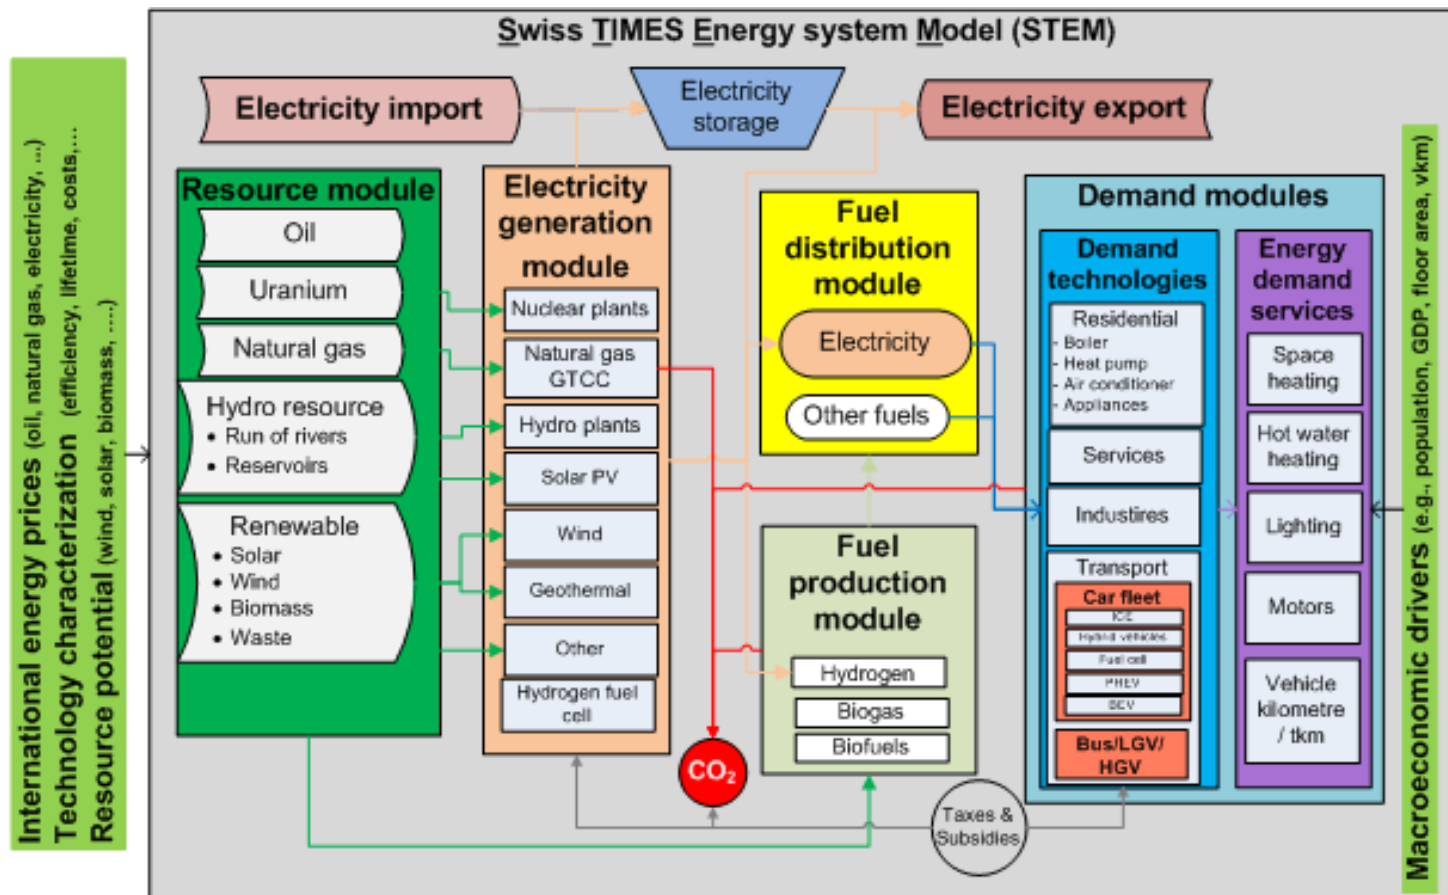 Swiss TIMES Energy system Model (STEM)
International energy prices (oil, natural gas, electricity, ...)
Technology characterization (efficiency, lifetime, costs,...
Resource potential (wind, solar, biomass, ....)
Electricity import
Electricity
storage
Electricity export
Resource module
Oil
Uranium
Natural gas
Hydro resource
• Run of rivers
• Reservoirs
Renewable
• Solar
• Wind
• Biomass
• Waste
Electricity
generation
module
Nuclear plants
Natural gas
GTCC
Hydro plants
Solar PV
Wind
Geothermal
Other
Hydrogen fuel
cell
CO₂
Fuel
distribution
module
Electricity
Other fuels
Fuel
production
module
Hydrogen
Biogas
Biofuels
Taxes &
Subsidies
Demand modules
Demand
technologies
Residential
- Boiler
- Heat pump
- Air conditioner
- Appliances
Services
Industires
Transport
Car fleet
ICE
Hybrid vehicles
Fuel cell
PHEV
BEV
Bus/LGV/
HGV
Energy
demand
services
Space
heating
Hot water
heating
Lighting
Motors
Vehicle
kilometre
/ tkm
Macroeconomic drivers (e.g., population, GDP, floor area, vkm)